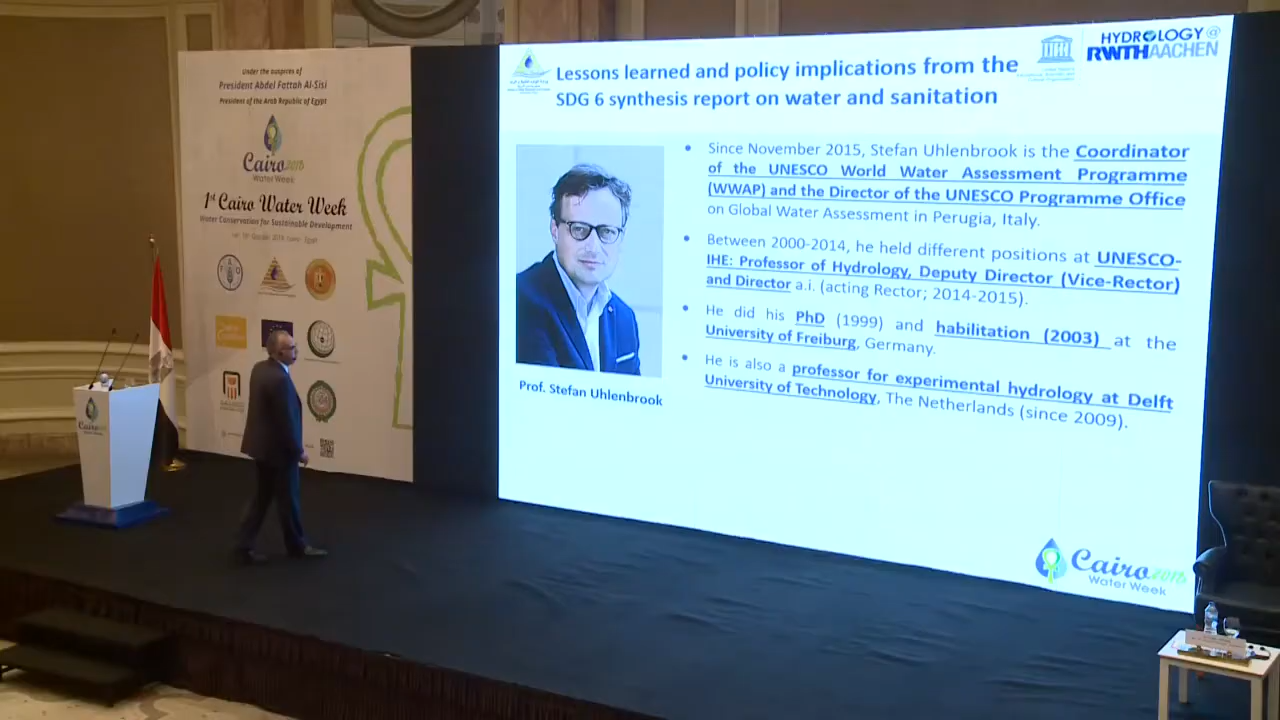 Under the auspices of
President Abdel Fattah Al-Sisi
President of the Arab Republic of Egypt
Cairo 2018
Water Week
1st Cairo Water Week
Water Conservation for Sustainable Development
FAO
Cairo
HYDROLOGY@
RWTHAACHEN
Lessons learned and policy implications from the
SDG 6 synthesis report on water and sanitation
• Since November 2015, Stefan Uhlenbrook is the Coordinator
of the UNESCO World Water Assessment Programme
(WWAP) and the Director of the UNESCO Programme Office
on Global Water Assessment in Perugia, Italy.
• Between 2000-2014, he held different positions at UNESCO-
IHE: Professor of Hydrology, Deputy Director (Vice-Rector)
and Director a.i. (acting Rector; 2014-2015).
• He did his PhD (1999) and habilitation (2003) at the
University of Freiburg, Germany.
• He is also a professor for experimental hydrology at Delft
University of Technology, The Netherlands (since 2009).
Prof. Stefan Uhlenbrook
Cairo 2018
Water Week